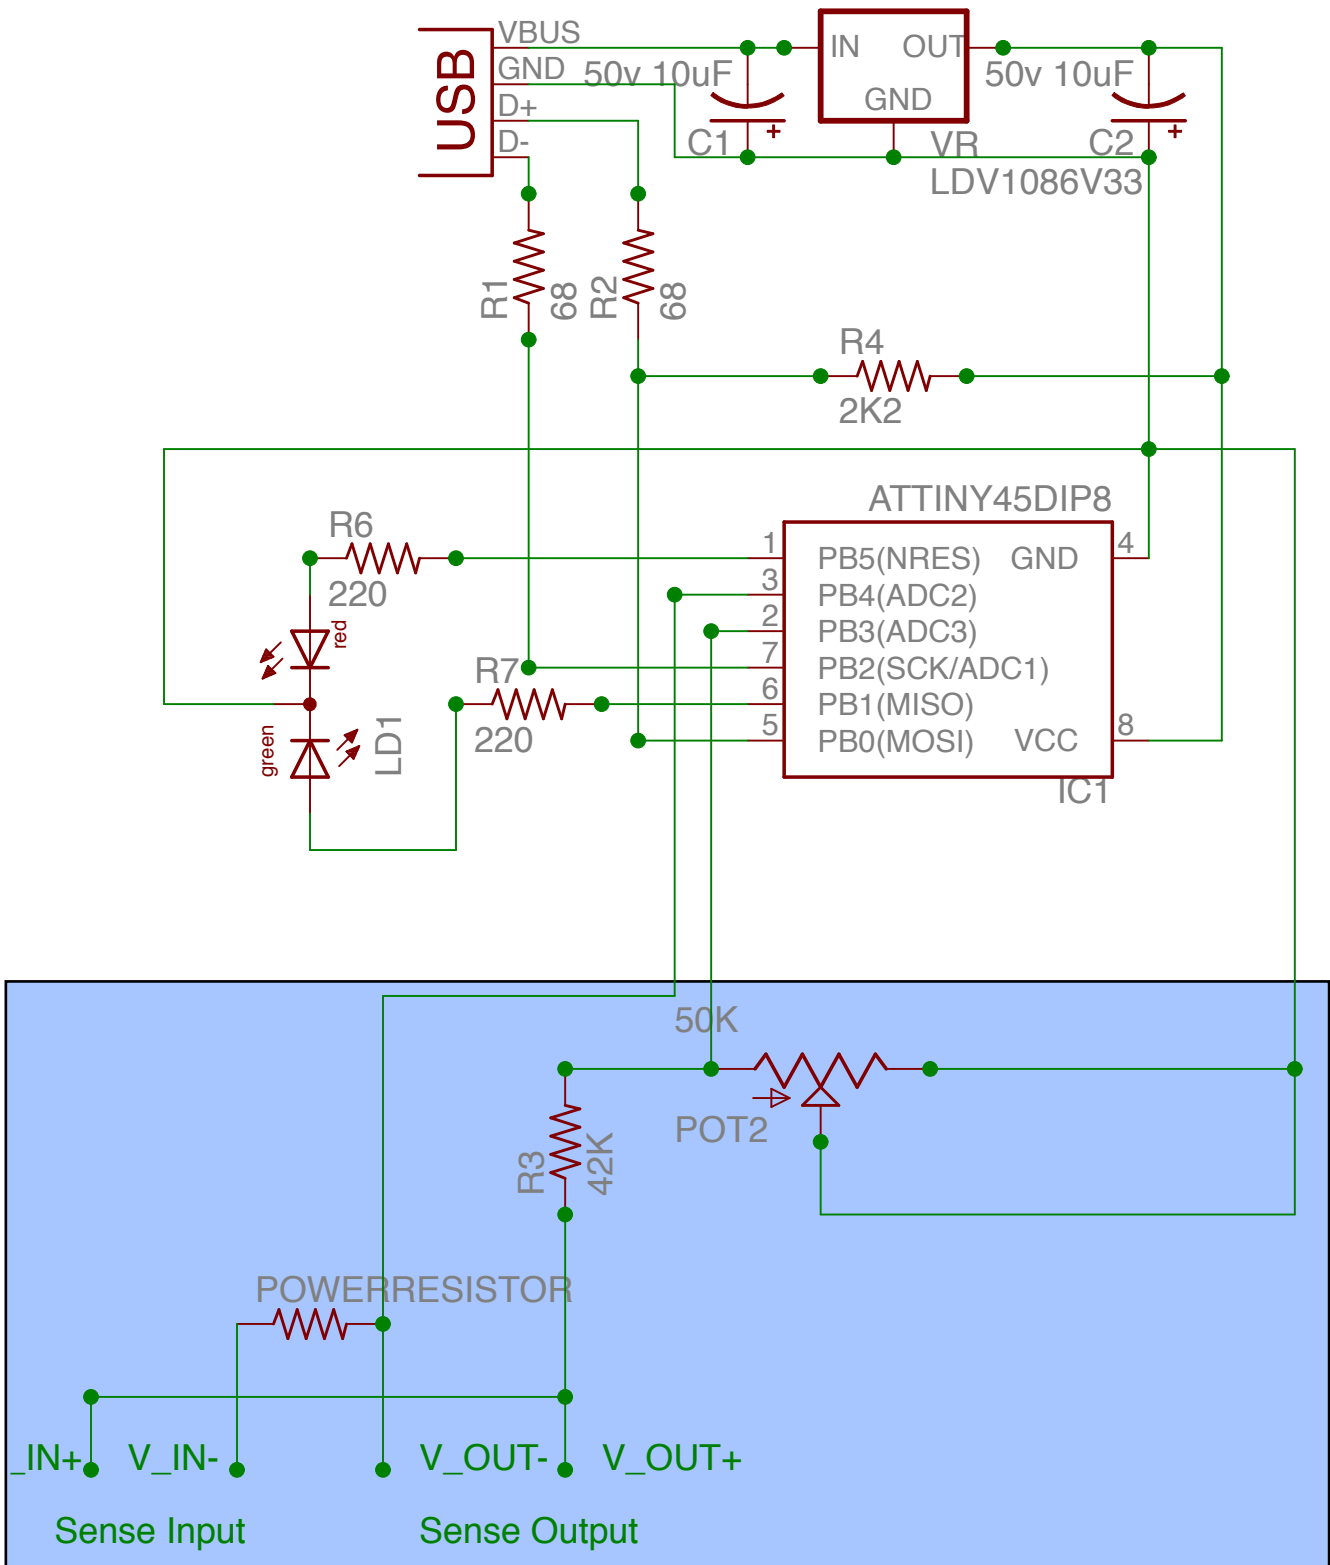 VBUS
GND
D+
D-
USB
50v 10uF
C1
+
IN
OUT
GND
VR
LDV1086V33
50v 10uF
C2
+
R1
68
R2
68
R4
2K2
ATTINY45DIP8
R6
220
1
3
2
7
6
5
PB5(NRES)
PB4(ADC2)
PB3(ADC3)
PB2(SCK/ADC1)
PB1(MISO)
PB0(MOSI)
GND
VCC
4
8
IC1
red
green
LD1
R7
220
50K
POT2
R3
42K
POWERRESISTOR
_IN+
V_IN-
V_OUT-
V_OUT+
Sense Input
Sense Output